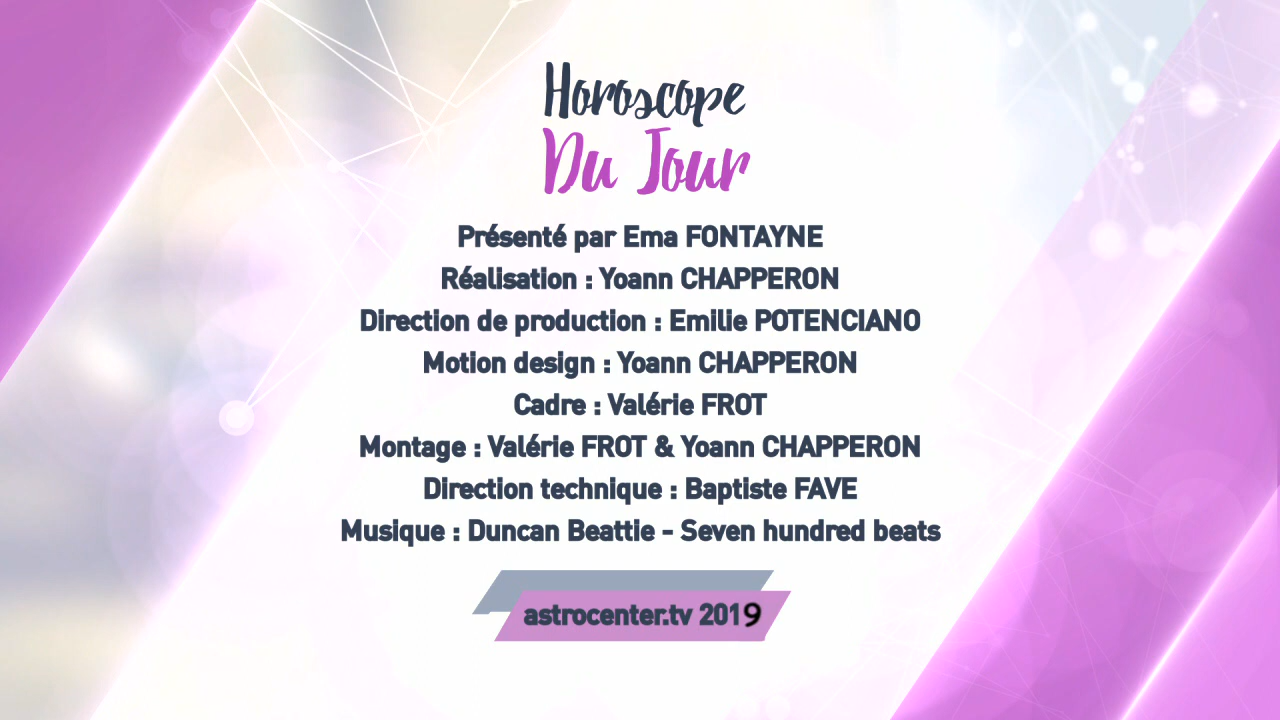 Horoscope
Du Jour
Présenté par Ema FONTAYNE
Réalisation : Yoann CHAPPERON
Direction de production : Emilie POTENCIANO
Motion design : Yoann CHAPPERON
Cadre : Valérie FROT
Montage : Valérie FROT & Yoann CHAPPERON
Direction technique : Baptiste FAVE
Musique : Duncan Beattie - Seven hundred beats
astrocenter.tv 2019